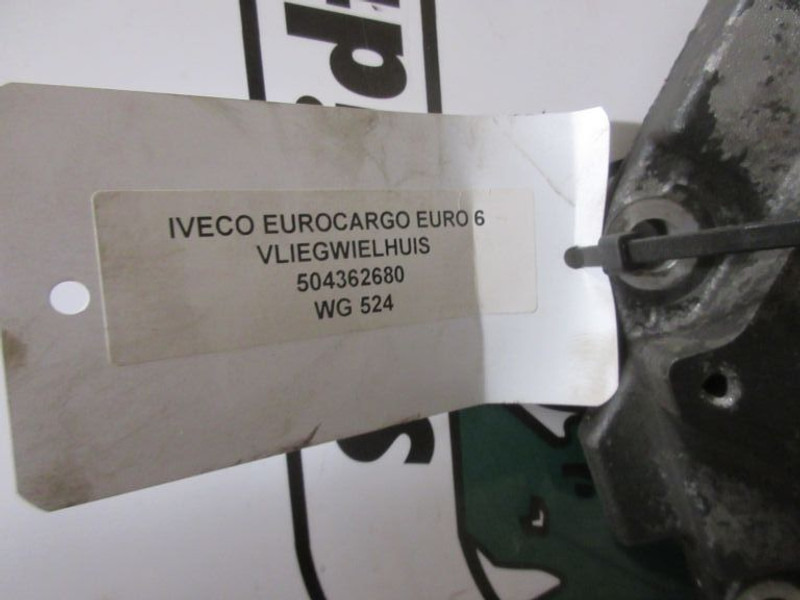 IVECO EUROCARGO EURO 6
VLIEGWIELHUIS
504362680
WG 524